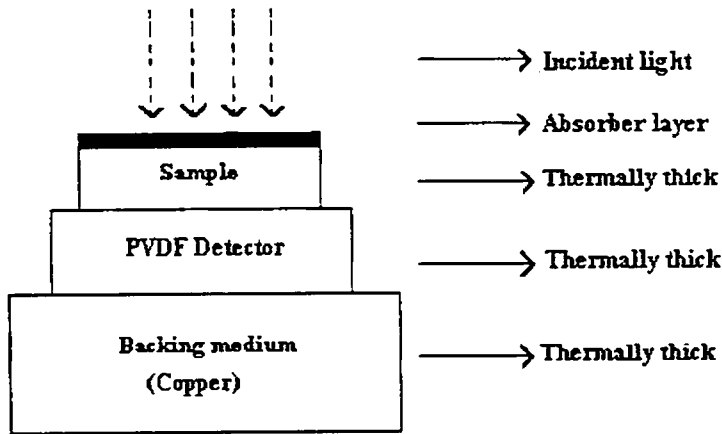 Incident light
Absorber layer
Sample
Thermally thick
PVDF Detector
Thermally thick
Backing medium
(Copper)
Thermally thick